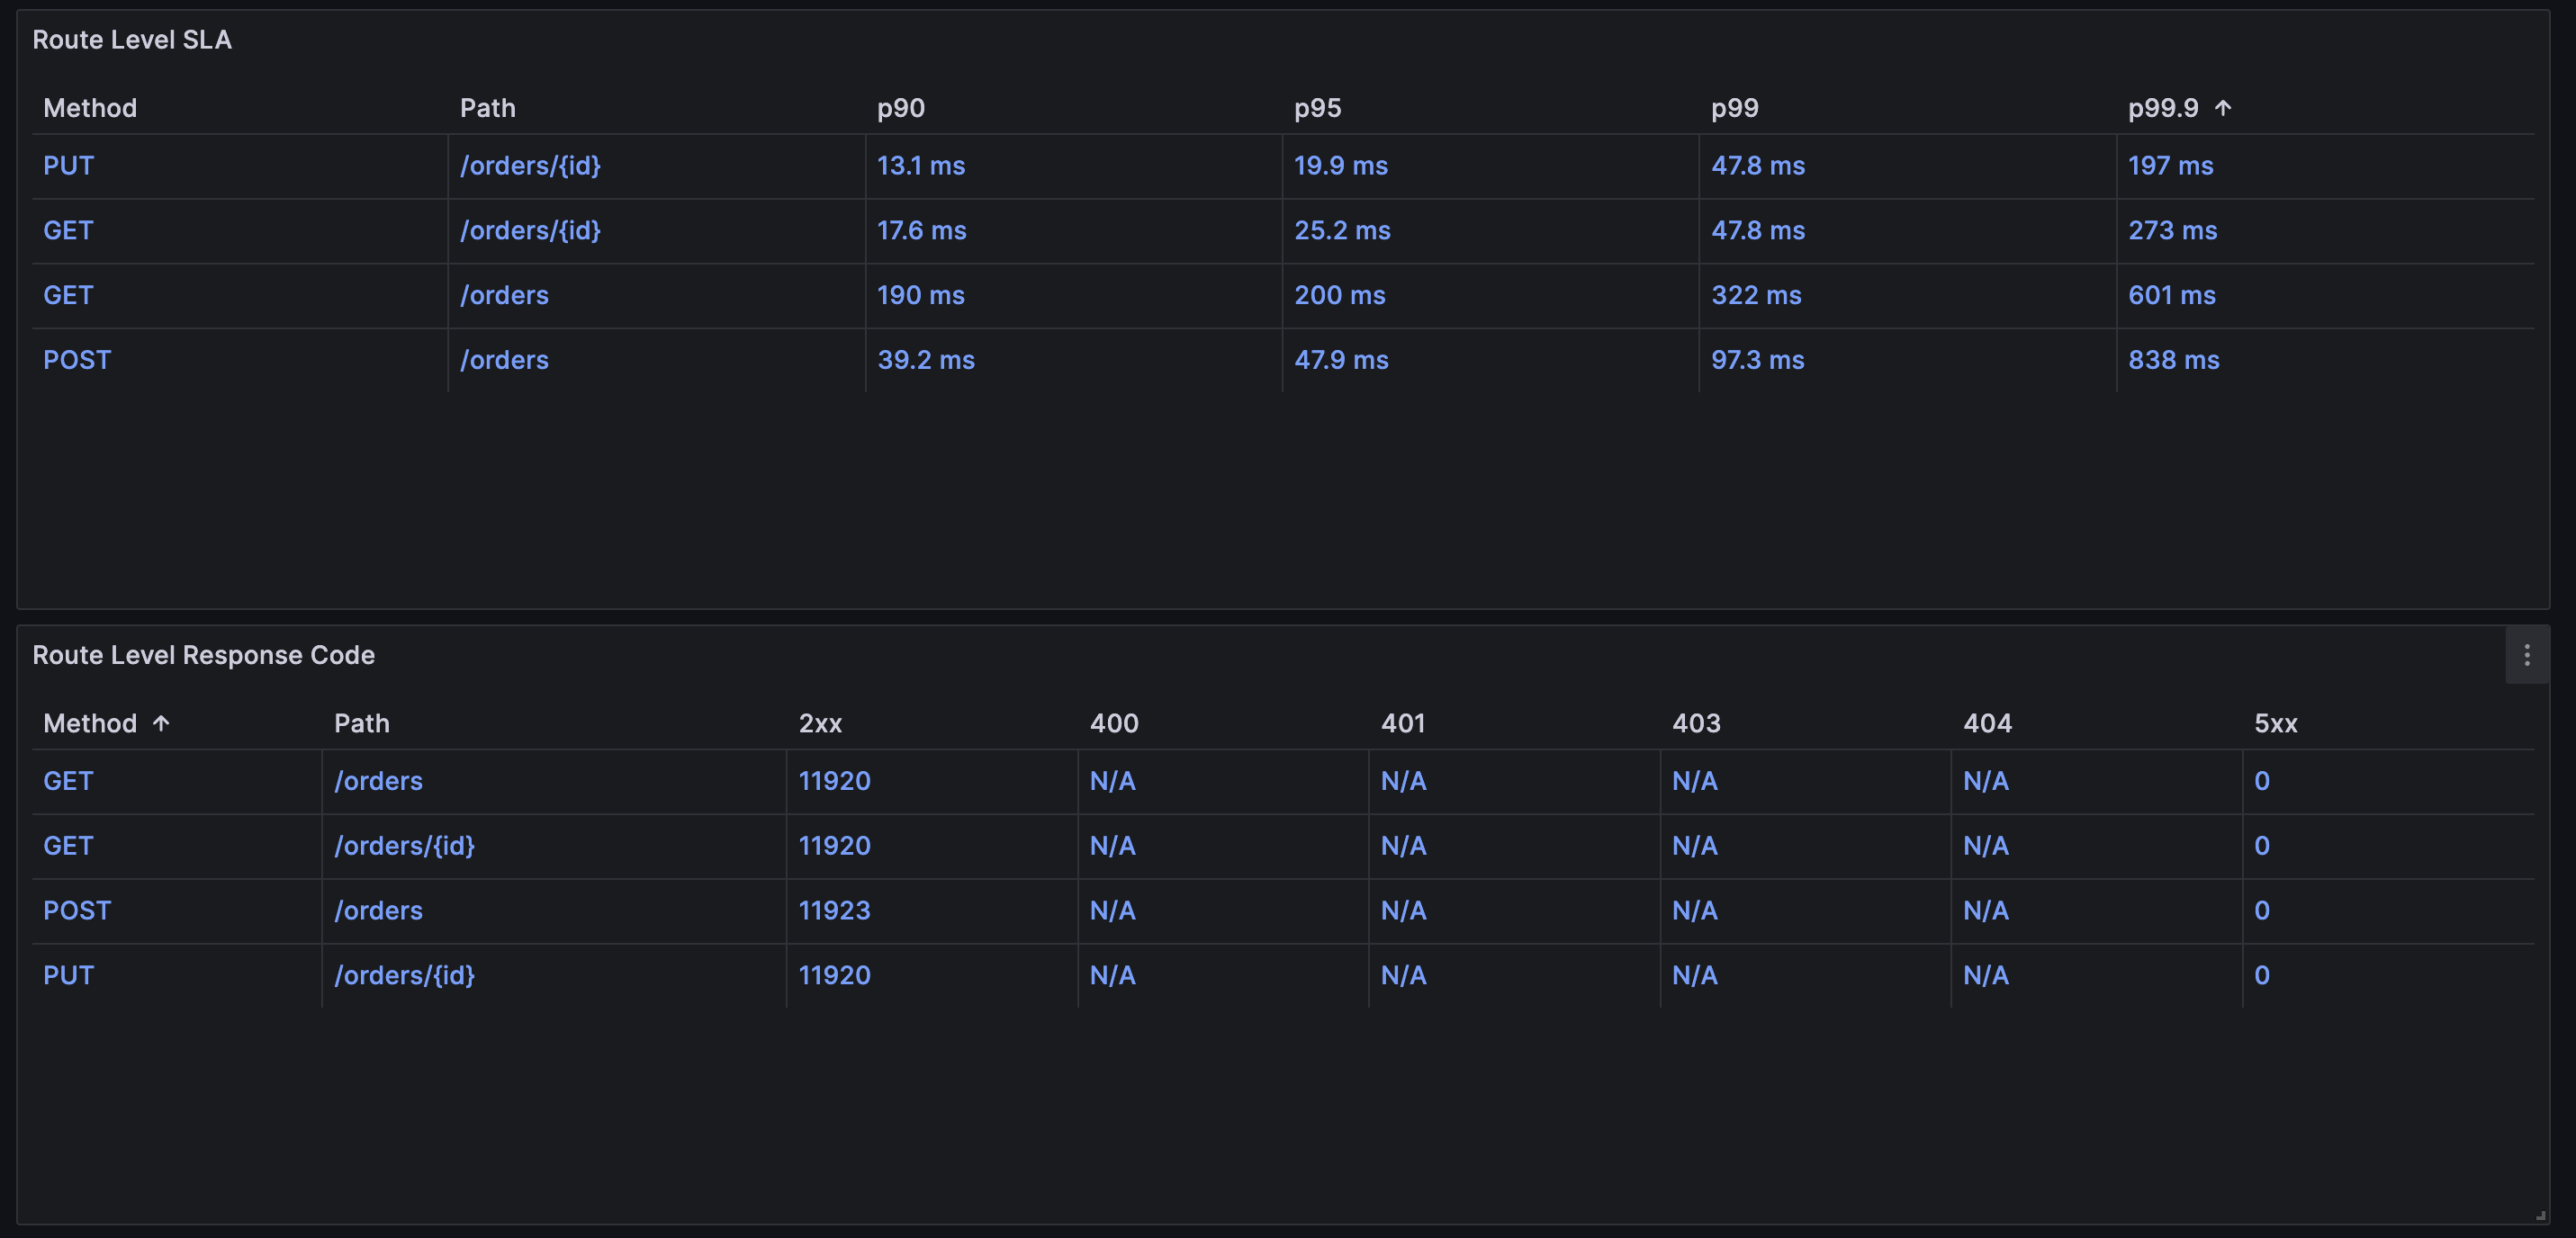 Route Level SLA
Method Path p90 p95 p99 p99.9 ↑
PUT /orders/{id} 13.1 ms 19.9 ms 47.8 ms 197 ms
GET /orders/{id} 17.6 ms 25.2 ms 47.8 ms 273 ms
GET /orders 190 ms 200 ms 322 ms 601 ms
POST /orders 39.2 ms 47.9 ms 97.3 ms 838 ms
Route Level Response Code
Method ↑ Path 2xx 400 401 403 404 5xx
GET /orders 11920 N/A N/A N/A N/A 0
GET /orders/{id} 11920 N/A N/A N/A N/A 0
POST /orders 11923 N/A N/A N/A N/A 0
PUT /orders/{id} 11920 N/A N/A N/A N/A 0